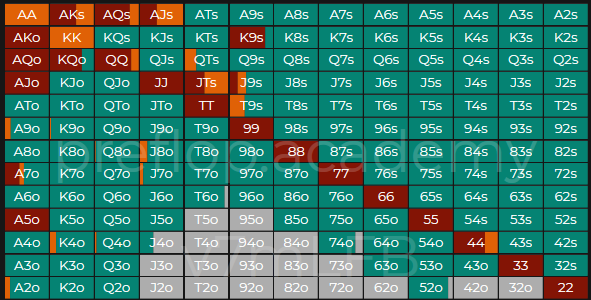 AA AKs AQs AJs ATs A9s A8s A7s A6s A5s A4s A3s A2s
AKo KK KQs KJs KTs K9s K8s K7s K6s K5s K4s K3s K2s
AQo KQo QQ QJs QTs Q9s Q8s Q7s Q6s Q5s Q4s Q3s Q2s
AJo KJo QJo JJ JTs J9s J8s J7s J6s J5s J4s J3s J2s
ATo KTo QTo JTo TT T9s T8s T7s T6s T5s T4s T3s T2s
A9o K9o Q9o J9o T9o 99 98s 97s 96s 95s 94s 93s 92s
A8o K8o Q8o J8o T8o 98o 88 87s 86s 85s 84s 83s 82s
preflop.academy
A7o K7o Q7o J7o T7o 97o 87o 77 76s 75s 74s 73s 72s
A6o K6o Q6o J6o T6o 96o 86o 76o 66 65s 64s 63s 62s
A5o K5o Q5o J5o T5o 95o 85o 75o 65o 55 54s 53s 52s
A4o K4o Q4o J4o T4o 94o 84o 74o 64o 54o 44 43s 42s
A3o K3o Q3o J3o T3o 93o 83o 73o 63o 53o 43o 33 32s
A2o K2o Q2o J2o T2o 92o 82o 72o 62o 52o 42o 32o 22